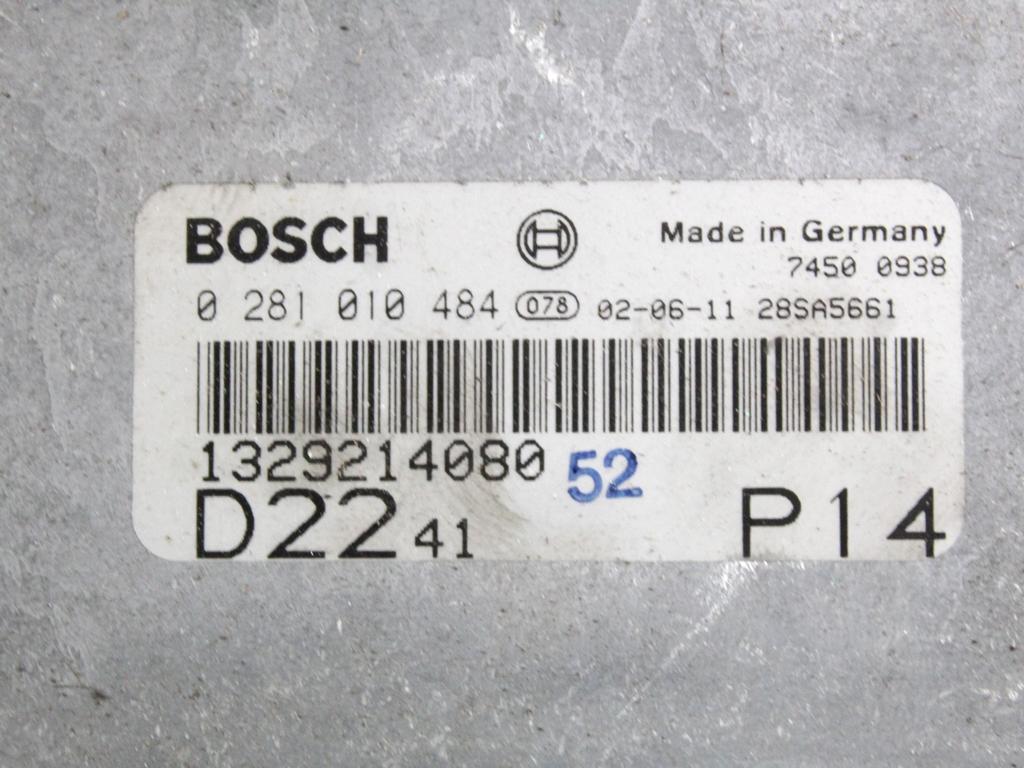 BOSCH Made in Germany
7450 0938
0 281 010 484 078 02-06-11 28SA5661
1329214080 52
D22 41 P14